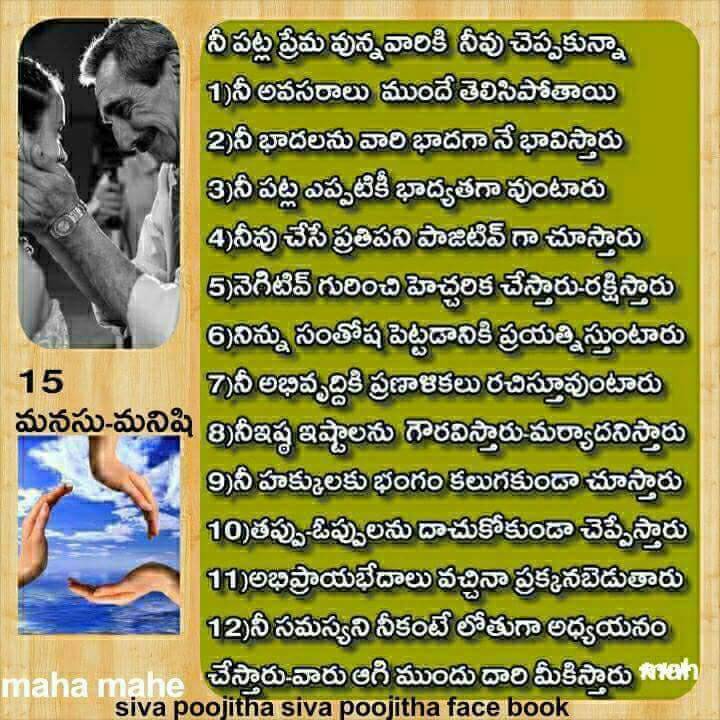 నీ పట్ల ప్రేమ వున్నవారికి నీవు చెప్పకున్నా
1)నీ అవసరాలు ముందే తెలిసిపోతాయి
2)నీ భాదలను వారి భాదగా నే భావిస్తారు
3)నీ పట్ల ఎప్పటికీ భాద్యతగా వుంటారు
4)నీవు చేసే ప్రతిపని పాజిటివ్ గా చూస్తారు
5)నెగిటివ్ గురించి హెచ్చరిక చేస్తారు-రక్షిస్తారు
6)నిన్ను సంతోష పెట్టడానికి ప్రయత్నిస్తుంటారు
7)నీ అభివృద్దికి ప్రణాళికలు రచిస్తూవుంటారు
8)నీఇష్ఠ ఇష్టాలను గౌరవిస్తారు-మర్యాదనిస్తారు
9)నీ హక్కులకు భంగం కలుగకుండా చూస్తారు
10)తప్పు-ఓప్పులను దాచుకోకుండా చెప్పేస్తారు
11)అభిప్రాయభేదాలు వచ్చినా ప్రక్కనబెడుతారు
12)నీ సమస్యని నీకంటే లోతుగా అధ్యయనం
చేస్తారు-వారు ఆగి ముందు దారి మీకిస్తారు
15
మనసు-మనిషి
maha mahe
siva poojitha siva poojitha face book